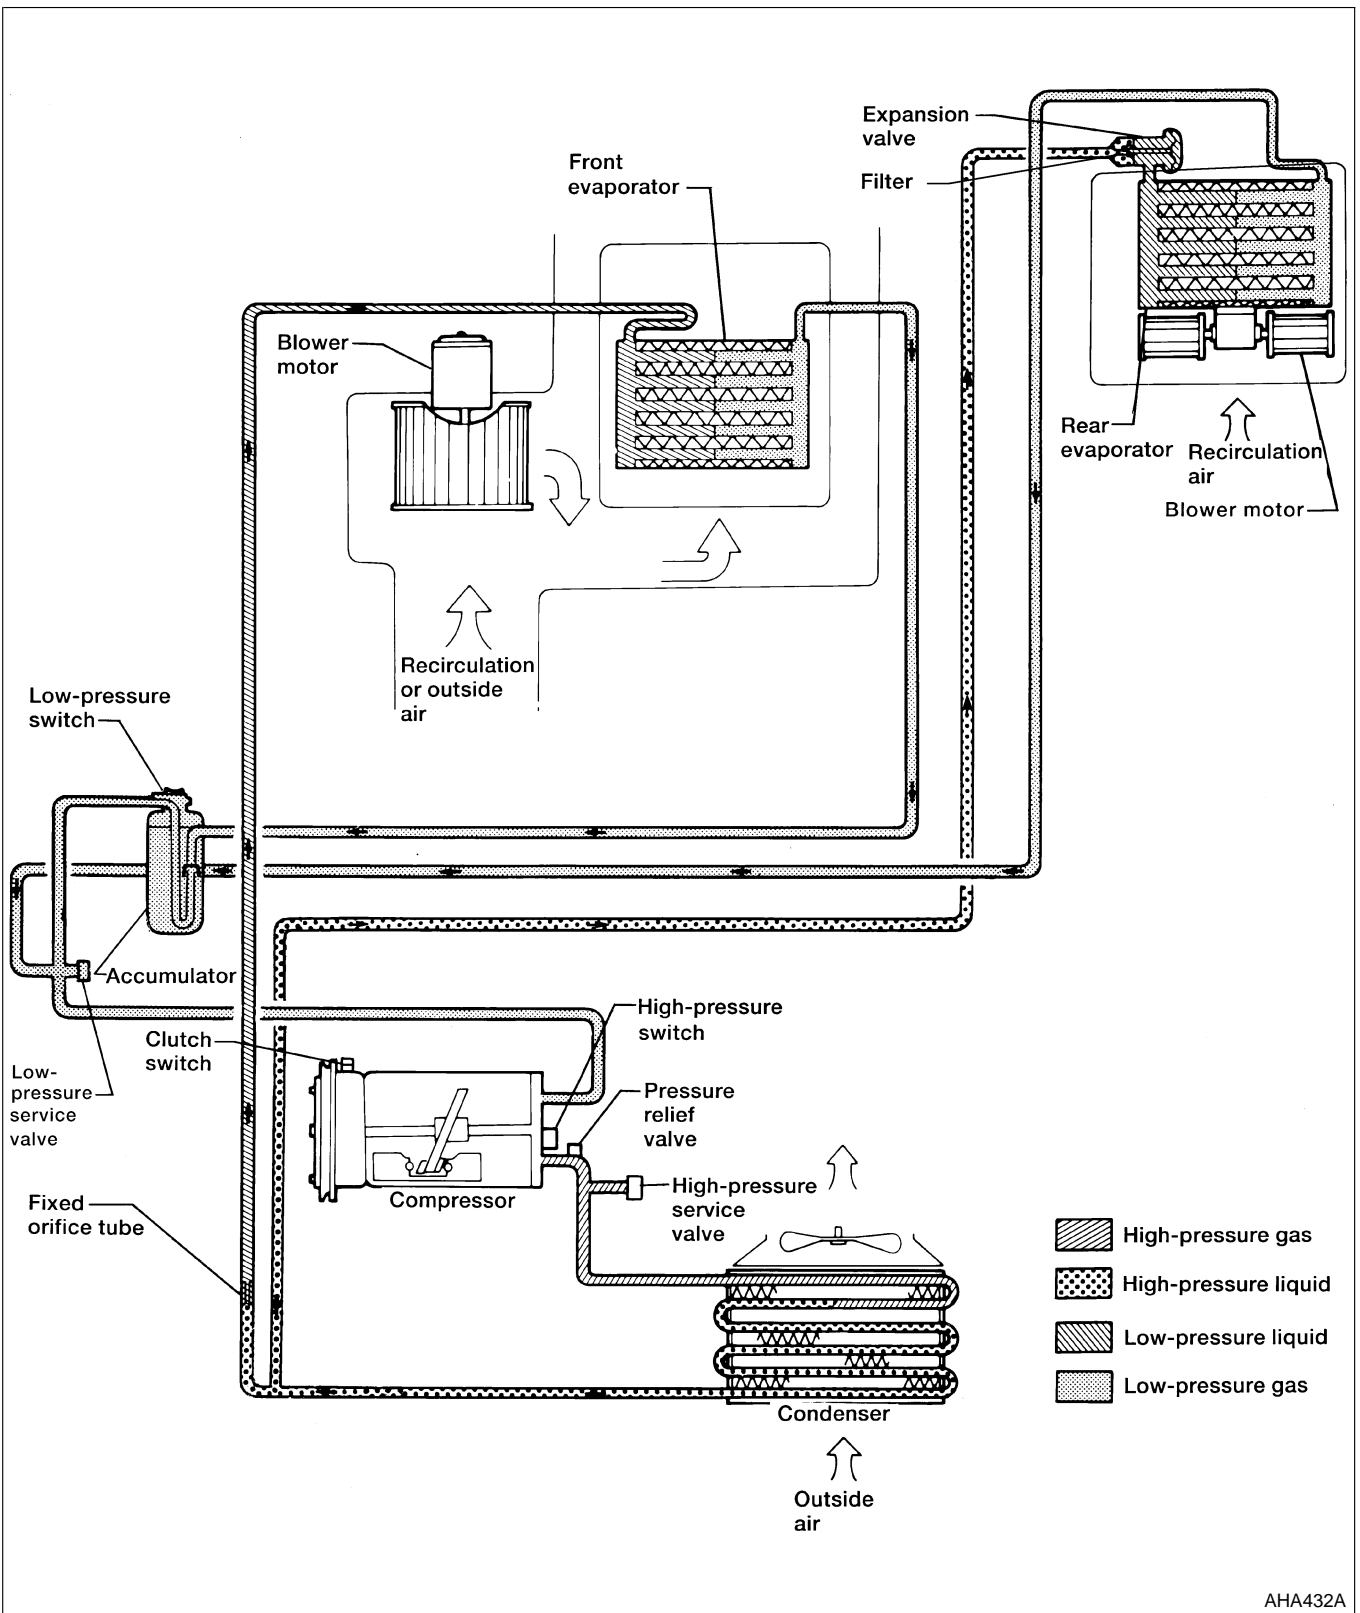 Expansion
valve
Filter
Front
evaporator
Blower
motor
Rear
evaporator
Recirculation
air
Blower motor
Recirculation
or outside
air
Low-pressure
switch
Accumulator
High-pressure
switch
Clutch
switch
Low-
pressure
service
valve
Pressure
relief
valve
Compressor
High-pressure
service
valve
Fixed
orifice tube
High-pressure gas
High-pressure liquid
Low-pressure liquid
Low-pressure gas
Condenser
Outside
air
AHA432A